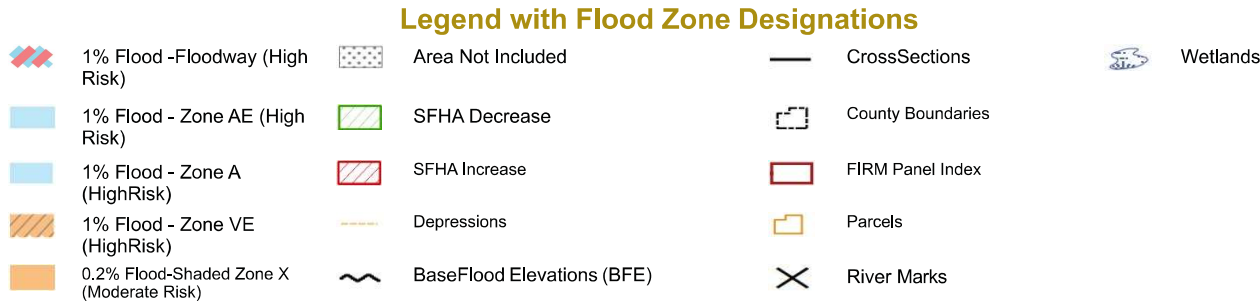 Legend with Flood Zone Designations
1% Flood -Floodway (High
Risk)
1% Flood - Zone AE (High
Risk)
1% Flood - Zone A
(HighRisk)
1% Flood - Zone VE
(HighRisk)
0.2% Flood-Shaded Zone X
(Moderate Risk)
Area Not Included
SFHA Decrease
SFHA Increase
Depressions
BaseFlood Elevations (BFE)
CrossSections
County Boundaries
FIRM Panel Index
Parcels
River Marks
Wetlands